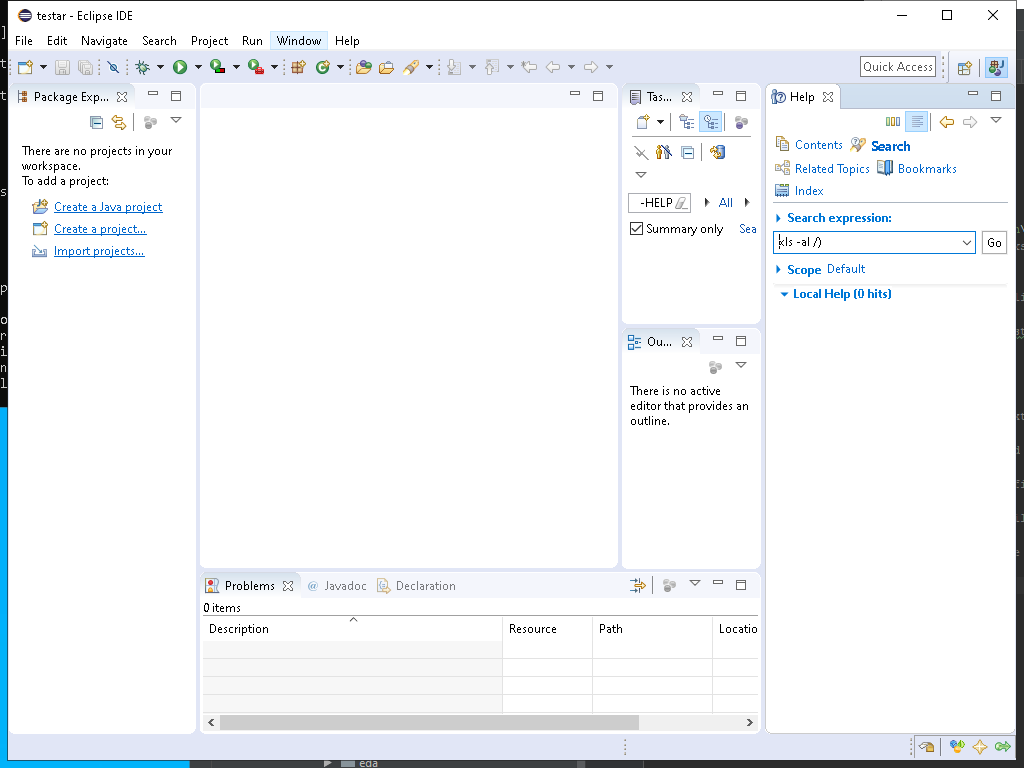 testar - Eclipse IDE
File Edit Navigate Search Project Run Window Help
Quick Access
Package Exp...
There are no projects in your
workspace.
To add a project:
Create a Java project
Create a project...
Import projects...
Tas...
-HELP
All
Summary only
Sea
Ou...
There is no active
editor that provides an
outline.
Help
Contents
Search
Related Topics
Bookmarks
Index
Search expression:
<ls -al /)
Go
Scope Default
Local Help (0 hits)
Problems
@ Javadoc
Declaration
0 items
Description Resource Path Locatio
eda